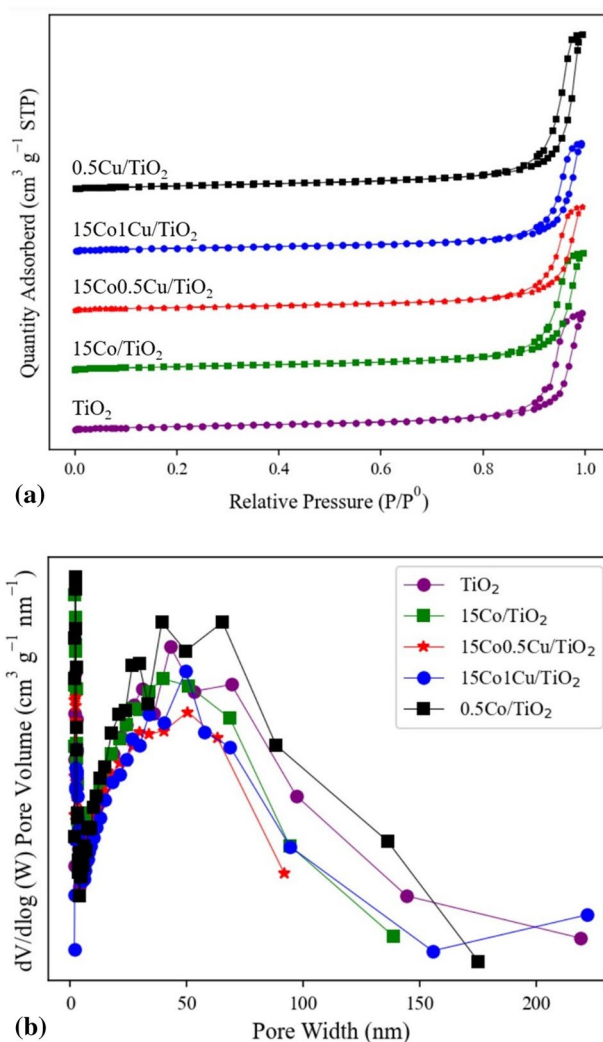 Quantity Adsorberd (cm³ g⁻¹ STP)
0.5Cu/TiO₂
15Co1Cu/TiO₂
15Co0.5Cu/TiO₂
15Co/TiO₂
TiO₂
0.0 0.2 0.4 0.6 0.8 1.0
(a)
Relative Pressure (P/P⁰)
dV/dlog (W) Pore Volume (cm³ g⁻¹ nm⁻¹)
TiO₂
15Co/TiO₂
15Co0.5Cu/TiO₂
15Co1Cu/TiO₂
0.5Co/TiO₂
0 50 100 150 200
(b)
Pore Width (nm)